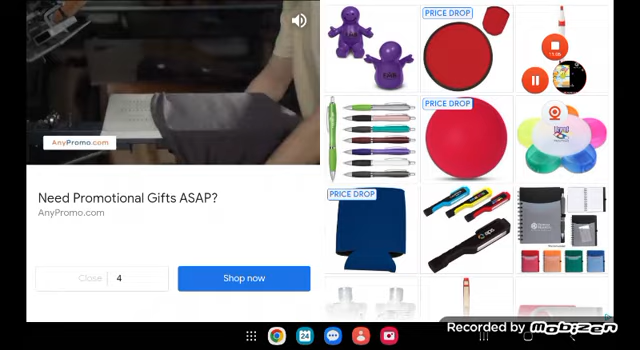 AnyPromo.com
Need Promotional Gifts ASAP?
AnyPromo.com
Close 4
Shop now
PRICE DROP
PRICE DROP
PRICE DROP
24
Recorded by Mobizen